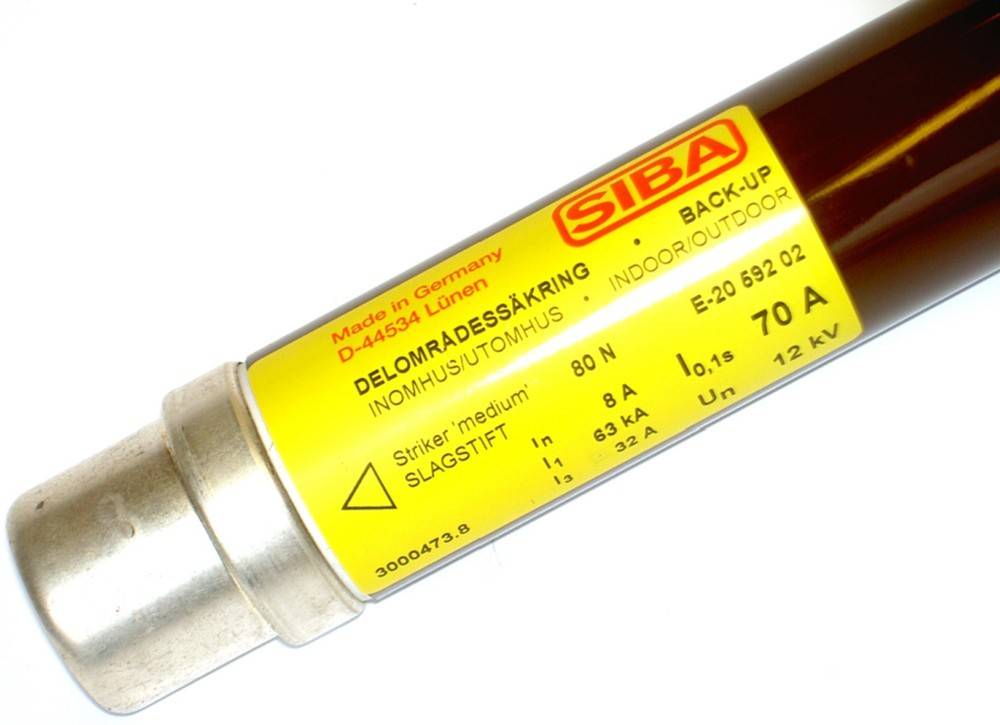 SIBA
Made in Germany
D-44534 Lünen
DELOMRÅDESSÄKRING • BACK-UP
INOMHUS/UTOMHUS • INDOOR/OUTDOOR
E-20 592 02
Striker 'medium' 80 N I0,1s 70 A
SLAGSTIFT
In 8 A Un 12 kV
I1 63 kA
I3 32 A
3000473.8